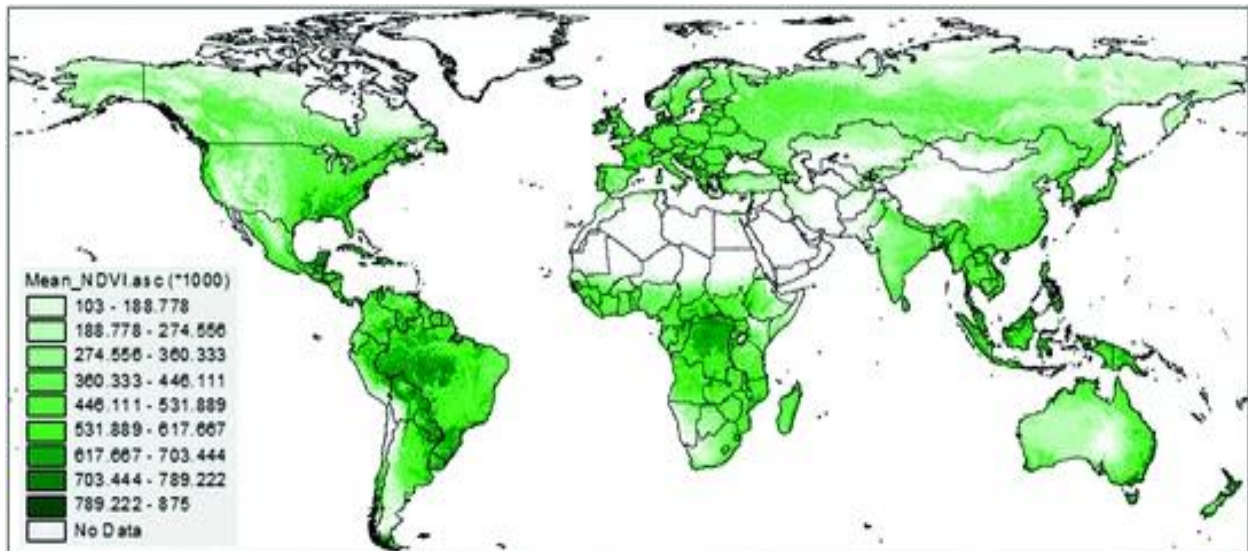 Mean_NDVI.asc (*1000)
103 - 188.778
188.778 - 274.556
274.556 - 360.333
360.333 - 446.111
446.111 - 531.889
531.889 - 617.667
617.667 - 703.444
703.444 - 789.222
789.222 - 875
No Data